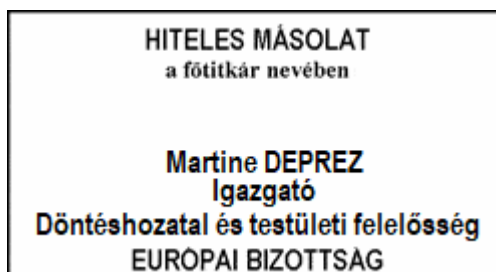 HITELES MÁSOLAT
a főtitkár nevében
Martine DEPREZ
Igazgató
Döntéshozatal és testületi felelősség
EURÓPAI BIZOTTSÁG